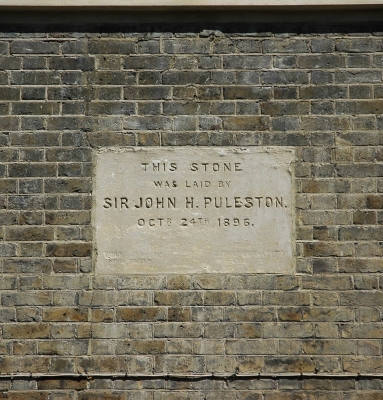 THIS STONE
WAS LAID BY
SIR JOHN H. PULESTON.
OCTR 24TH 1896.